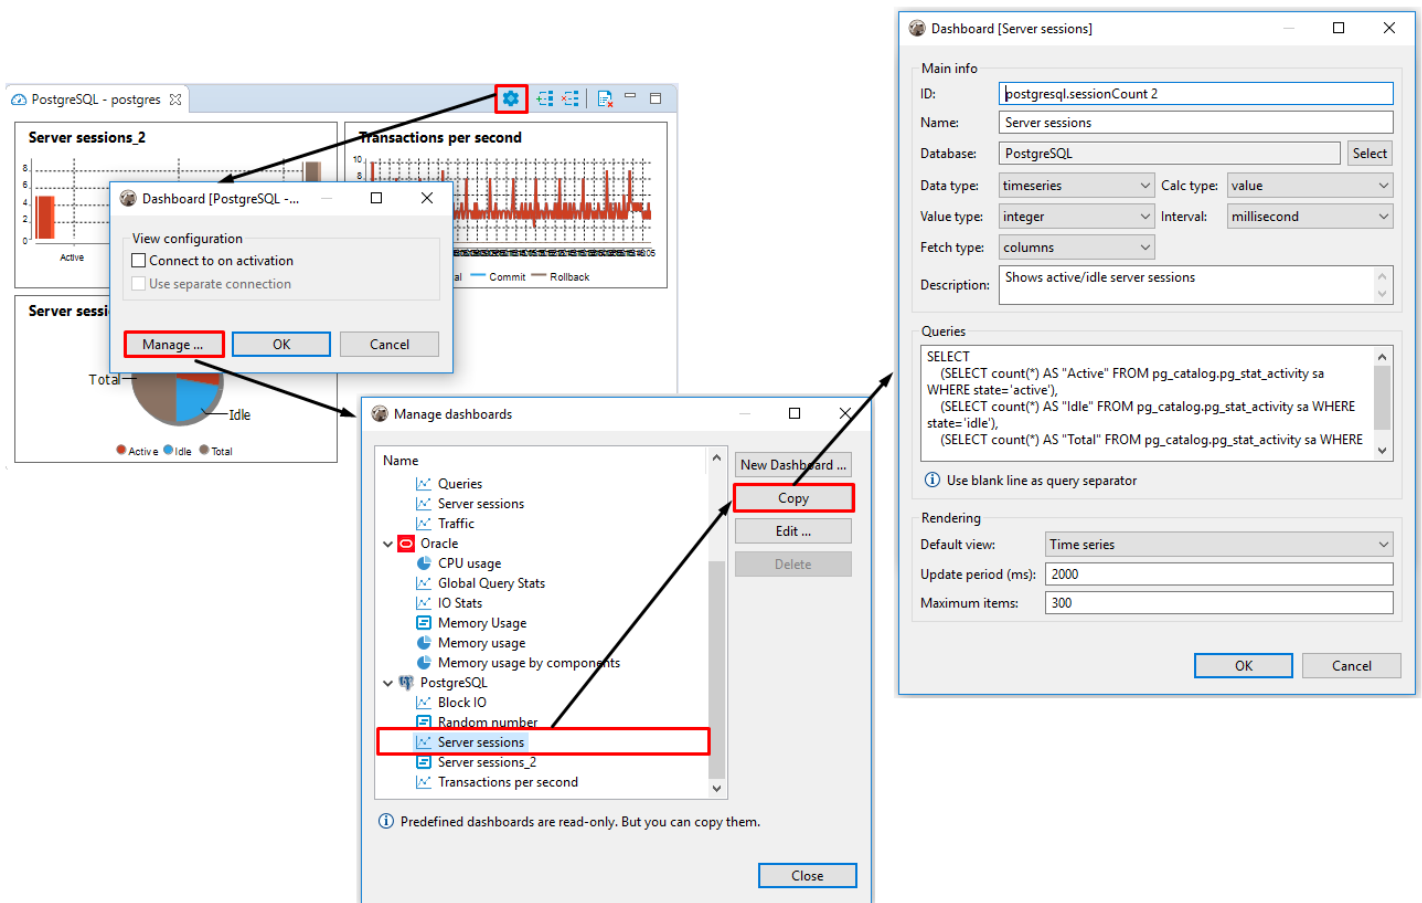 PostgreSQL - postgres
Server sessions_2
8
6
4
2
0
Active
Transactions per second
10
8
Commit
Rollback
Server sessi
Total
Idle
Active
Idle
Total
Dashboard [PostgreSQL -...
View configuration
Connect to on activation
Use separate connection
Manage ...
OK
Cancel
Manage dashboards
Name
Queries
Server sessions
Traffic
Oracle
CPU usage
Global Query Stats
IO Stats
Memory Usage
Memory usage
Memory usage by components
PostgreSQL
Block IO
Random number
Server sessions
Server sessions_2
Transactions per second
New Dashboard ...
Copy
Edit ...
Delete
Predefined dashboards are read-only. But you can copy them.
Close
Dashboard [Server sessions]
Main info
ID:
postgresql.sessionCount 2
Name:
Server sessions
Database:
PostgreSQL
Select
Data type:
timeseries
Calc type:
value
Value type:
integer
Interval:
millisecond
Fetch type:
columns
Description:
Shows active/idle server sessions
Queries
SELECT
(SELECT count(*) AS "Active" FROM pg_catalog.pg_stat_activity sa
WHERE state='active'),
(SELECT count(*) AS "Idle" FROM pg_catalog.pg_stat_activity sa WHERE
state='idle'),
(SELECT count(*) AS "Total" FROM pg_catalog.pg_stat_activity sa WHERE
Use blank line as query separator
Rendering
Default view:
Time series
Update period (ms):
2000
Maximum items:
300
OK
Cancel